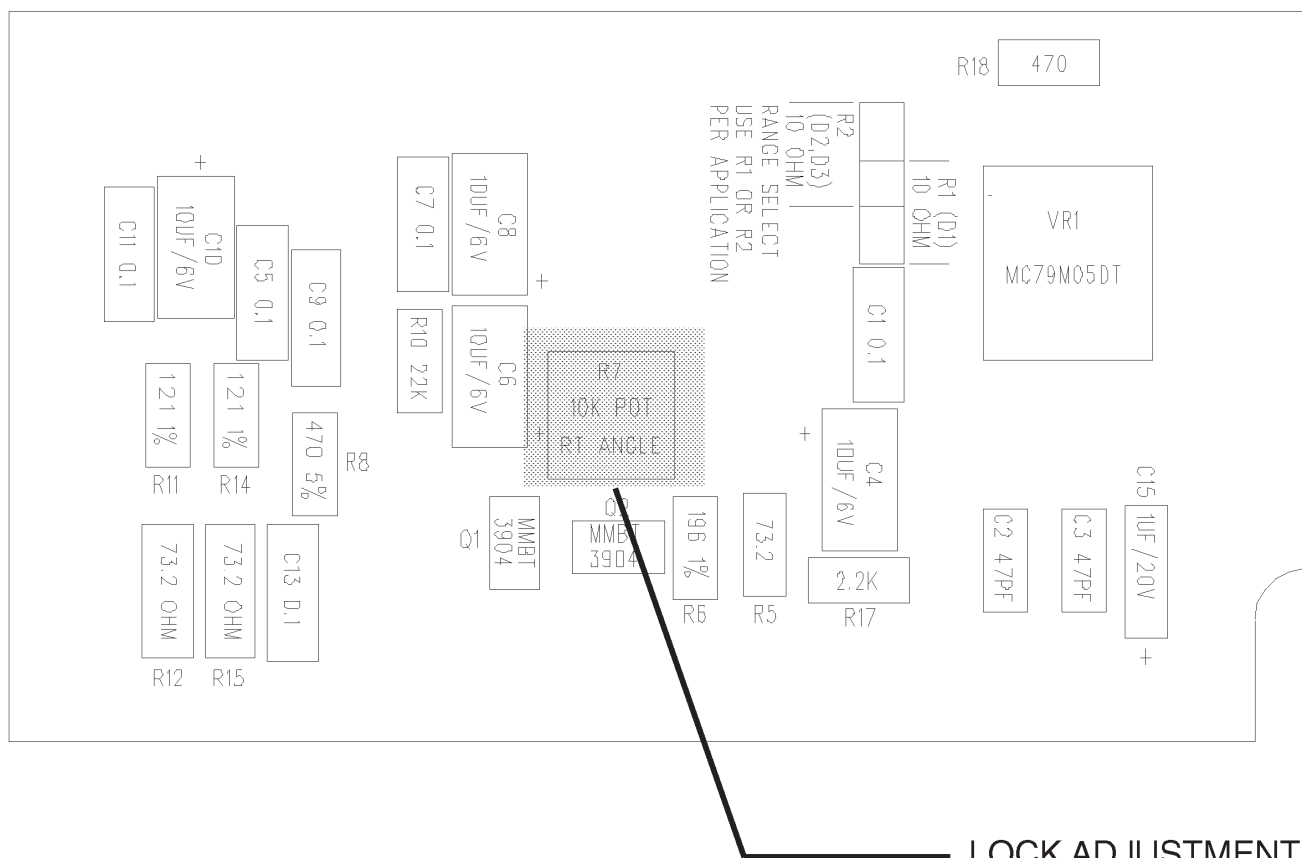 R18
470
R2
(D2,D3)
10 OHM
RANGE SELECT
USE R1 OR R2
PER APPLICATION
R1 (D1)
10 OHM
VR1
MC79M05DT
C11 0.1
C10
10UF/6V
C5 0.1
C9 0.1
C7 0.1
C8
10UF/6V
C1 0.1
R10 22K
C6
10UF/6V
R7
10K POT
RT ANGLE
121 1%
R11
121 1%
R14
470 5%
R8
C4
10UF/6V
Q1
MMBT
3904
Q2
MMBT
3904
196 1%
R6
73.2
R5
2.2K
R17
C2 47PF
C3 47PF
C15 1UF/20V
73.2 OHM
R12
73.2 OHM
R15
C13 0.1
LOCK ADJUSTMENT